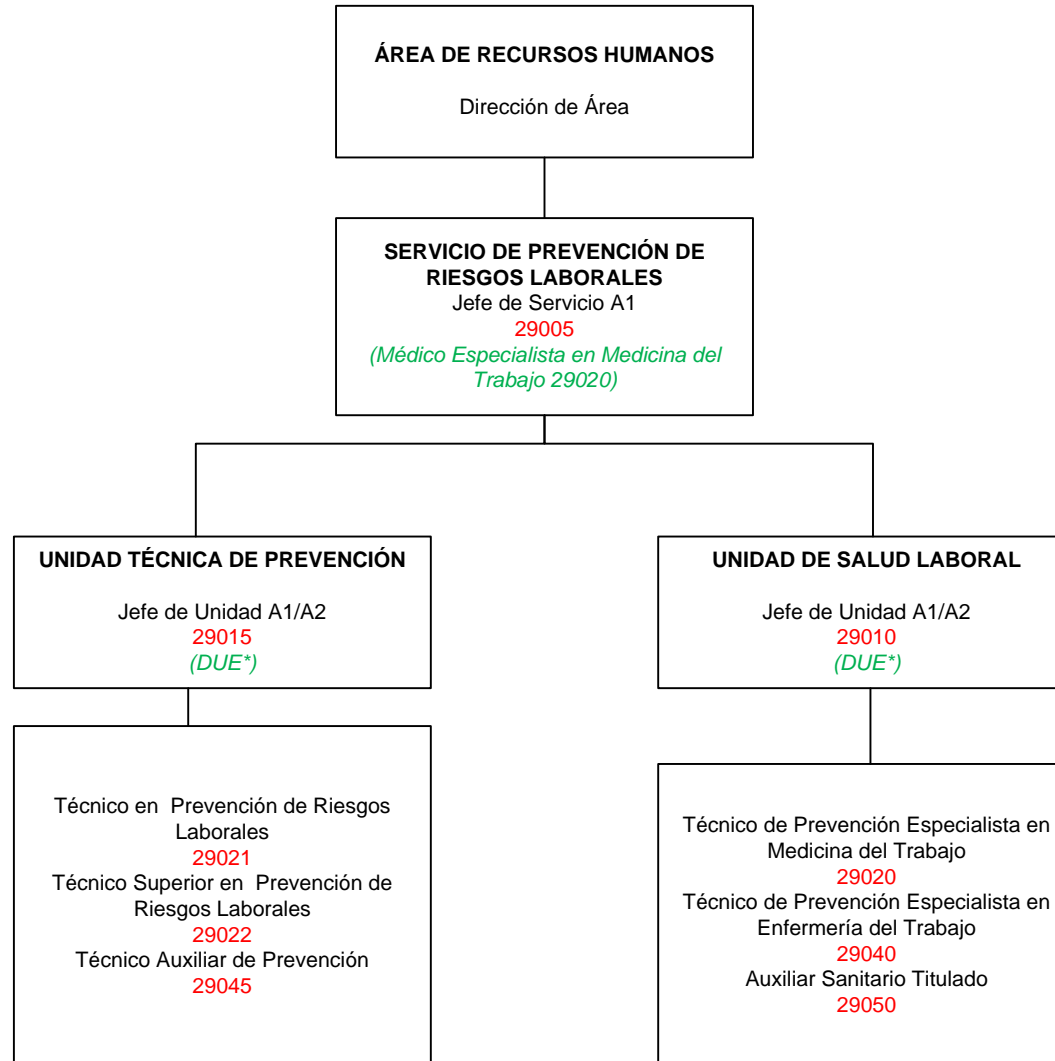 ÁREA DE RECURSOS HUMANOS
Dirección de Área
SERVICIO DE PREVENCIÓN DE
RIESGOS LABORALES
Jefe de Servicio A1
29005
(Médico Especialista en Medicina del
Trabajo 29020)
UNIDAD TÉCNICA DE PREVENCIÓN
Jefe de Unidad A1/A2
29015
(DUE*)
Técnico en  Prevención de Riesgos
Laborales
29021
Técnico Superior en  Prevención de
Riesgos Laborales
29022
Técnico Auxiliar de Prevención
29045
UNIDAD DE SALUD LABORAL
Jefe de Unidad A1/A2
29010
(DUE*)
Técnico de Prevención Especialista en
Medicina del Trabajo
29020
Técnico de Prevención Especialista en
Enfermería del Trabajo
29040
Auxiliar Sanitario Titulado
29050